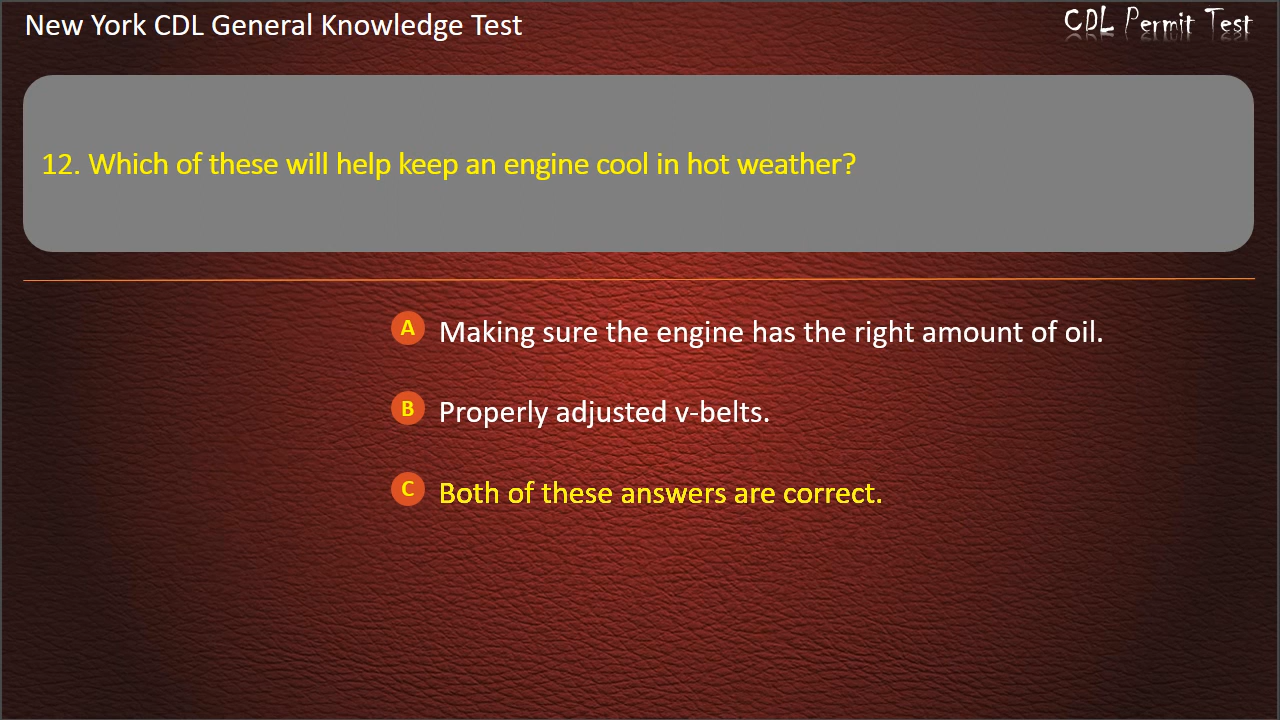 New York CDL General Knowledge Test
CDL Permit Test
12. Which of these will help keep an engine cool in hot weather?
A Making sure the engine has the right amount of oil.
B Properly adjusted v-belts.
C Both of these answers are correct.